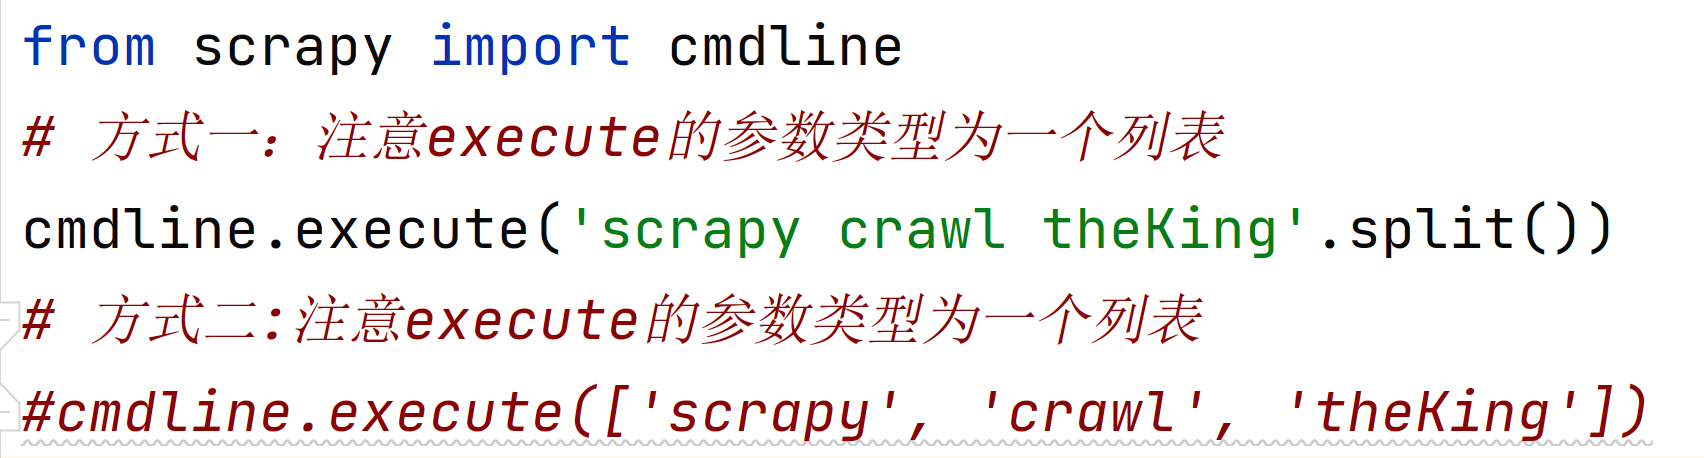 from scrapy import cmdline
# 方式一：注意execute的参数类型为一个列表
cmdline.execute('scrapy crawl theKing'.split())
# 方式二:注意execute的参数类型为一个列表
#cmdline.execute(['scrapy', 'crawl', 'theKing'])